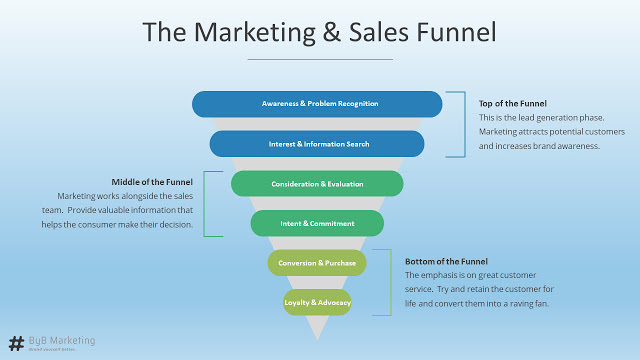 The Marketing & Sales Funnel
Awareness & Problem Recognition
Interest & Information Search
Top of the Funnel
This is the lead generation phase.
Marketing attracts potential customers
and increases brand awareness.
Middle of the Funnel
Marketing works alongside the sales
team. Provide valuable information that
helps the consumer make their decision.
Consideration & Evaluation
Intent & Commitment
Conversion & Purchase
Loyalty & Advocacy
Bottom of the Funnel
The emphasis is on great customer
service. Try and retain the customer for
life and convert them into a raving fan.
# ByB Marketing